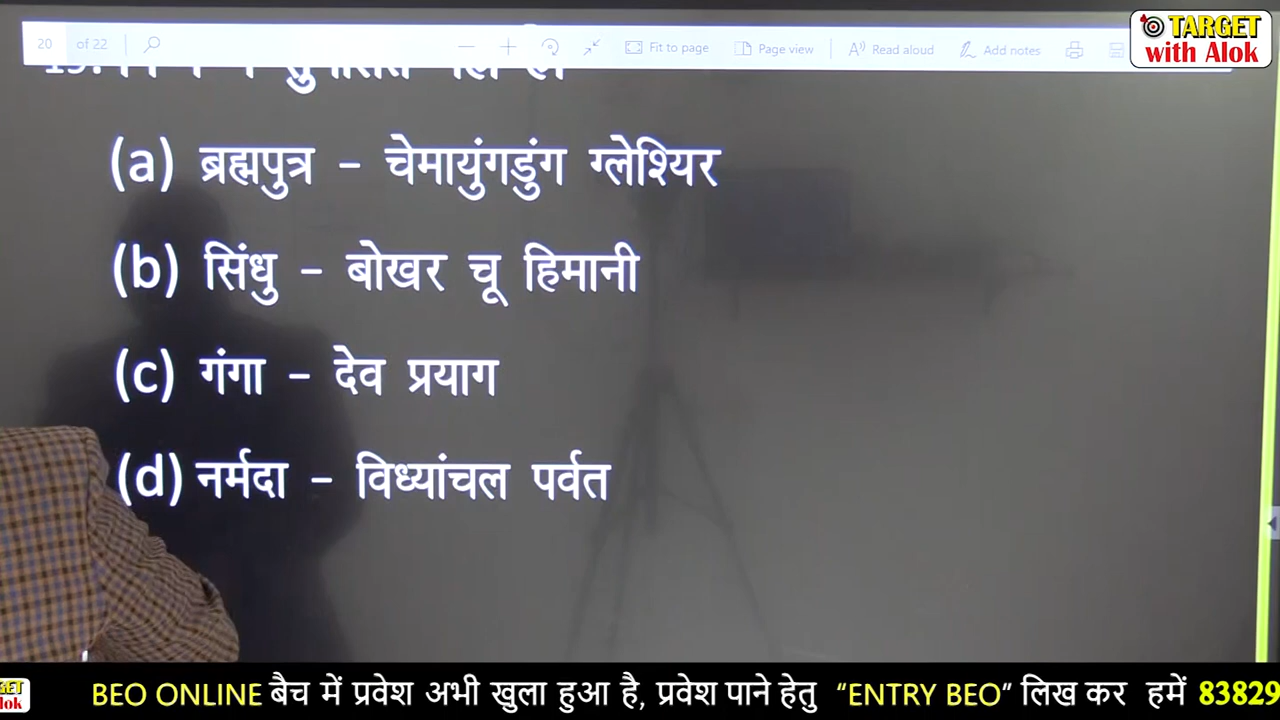 20 of 22 Fit to page Page view Read aloud Add notes
TARGET
with Alok
(a) ब्रह्मपुत्र – चेमायुंगडुंग ग्लेश्यिर
(b) सिंधु – बोखर चू हिमानी
(c) गंगा – देव प्रयाग
(d) नर्मदा – विध्यांचल पर्वत
BEO ONLINE बैच में प्रवेश अभी खुला हुआ है, प्रवेश पाने हेतु “ENTRY BEO” लिख कर हमें 83829